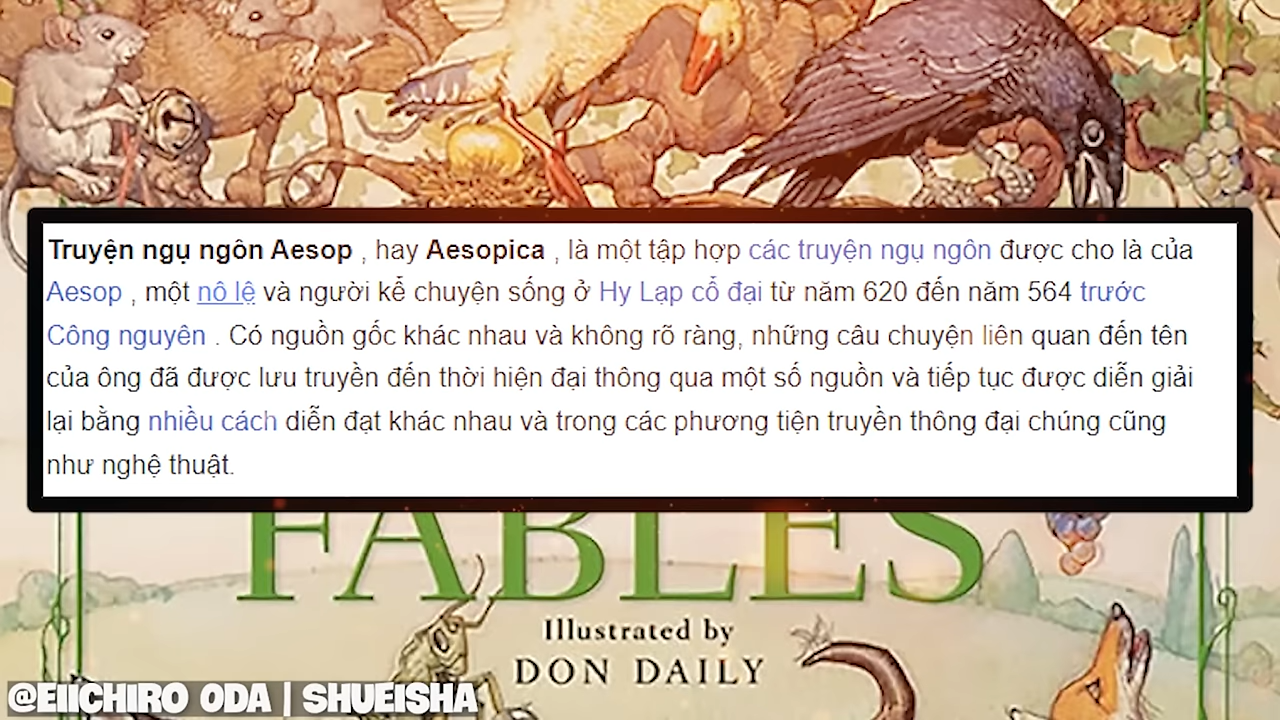 Truyện ngụ ngôn Aesop , hay Aesopica , là một tập hợp các truyện ngụ ngôn được cho là của
Aesop , một nô lệ và người kể chuyện sống ở Hy Lạp cổ đại từ năm 620 đến năm 564 trước
Công nguyên . Có nguồn gốc khác nhau và không rõ ràng, những câu chuyện liên quan đến tên
của ông đã được lưu truyền đến thời hiện đại thông qua một số nguồn và tiếp tục được diễn giải
lại bằng nhiều cách diễn đạt khác nhau và trong các phương tiện truyền thông đại chúng cũng
như nghệ thuật.
FABLES
Illustrated by
DON DAILY
@EIICHIRO ODA | SHUEISHA